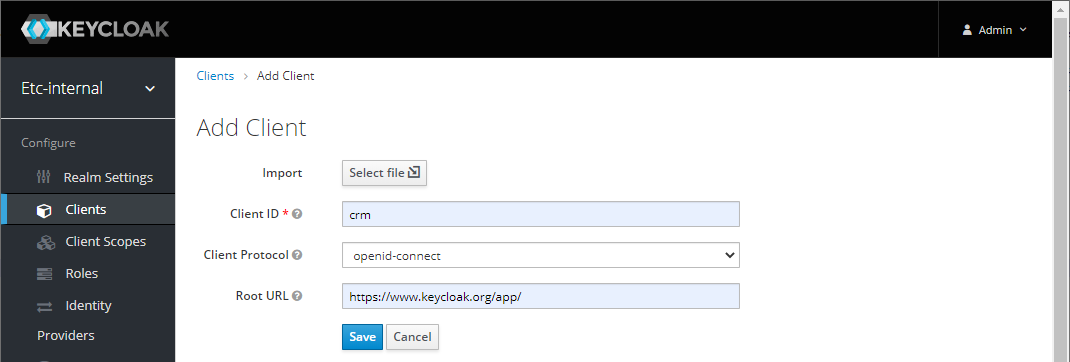 KEYCLOAK
Admin
Etc-internal
Clients > Add Client
Configure
Add Client
Realm Settings
Import Select file
Clients
Client ID * crm
Client Scopes
Client Protocol openid-connect
Roles
Root URL https://www.keycloak.org/app/
Identity
Providers
Save Cancel